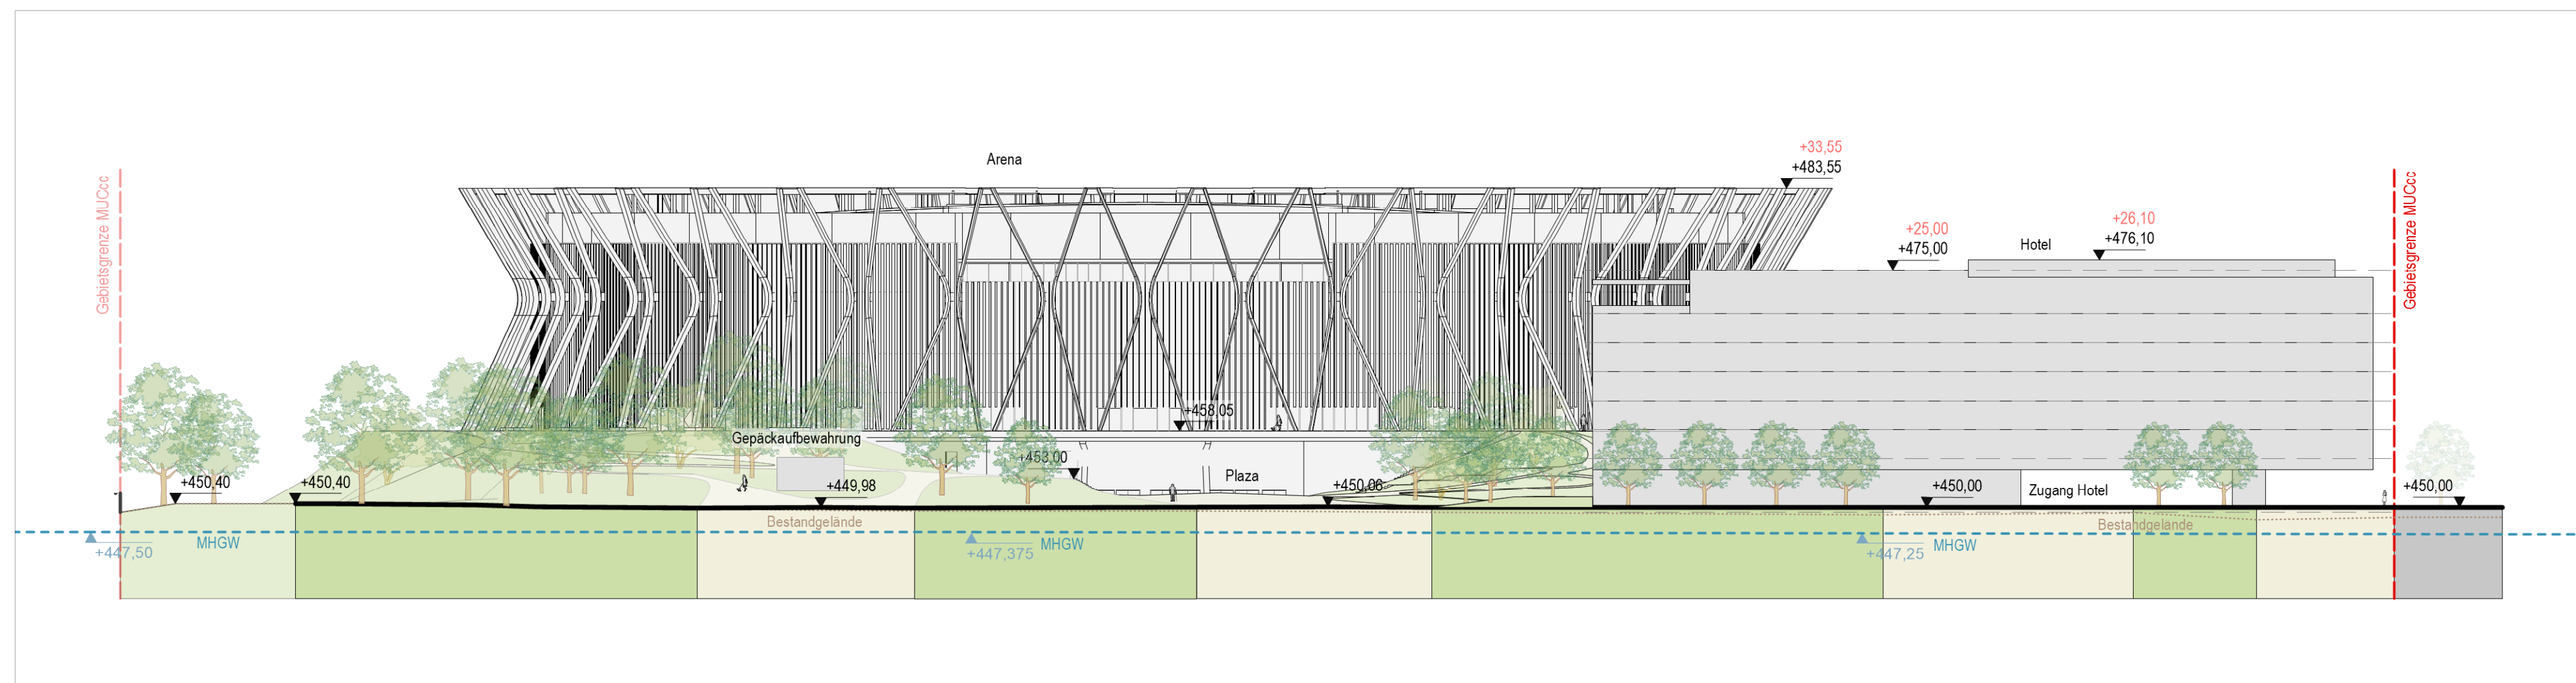 Arena
+33,55
+483,55
+25,00
+475,00
Hotel
+26,10
+476,10
Gebietsgrenze MUCcc
Gebietsgrenze MUCcc
+458,05
Gepäckaufbewahrung
+453,00
Plaza
+450,40
+450,40
+449,98
+450,06
+450,00
Zugang Hotel
+450,00
Bestandgelände
Bestandgelände
MHGW
+447,50
MHGW
+447,375
MHGW
+447,25